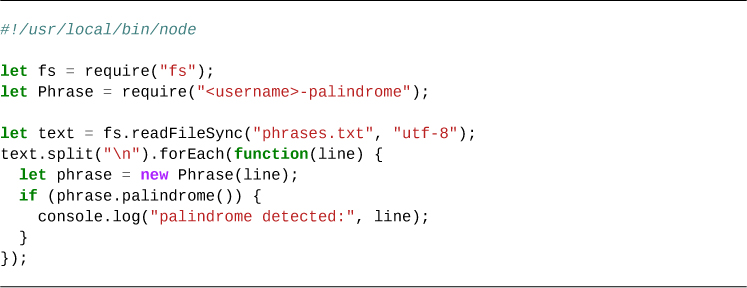 #!/usr/local/bin/node
let fs = require("fs");
let Phrase = require("<username>-palindrome");
let text = fs.readFileSync("phrases.txt", "utf-8");
text.split("\n").forEach(function(line) {
  let phrase = new Phrase(line);
  if (phrase.palindrome()) {
    console.log("palindrome detected:", line);
  }
});